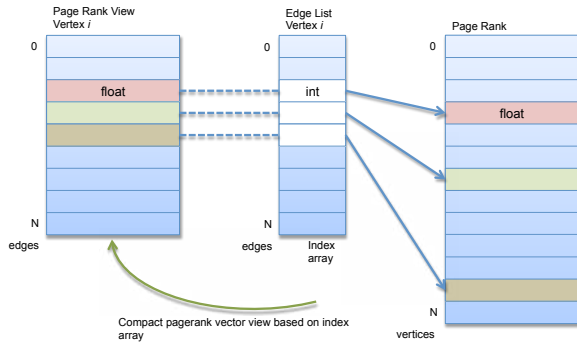 Page Rank View
Vertex i
Edge List
Vertex i
Page Rank
0
0
0
float
int
float
N
edges
N
edges
Index
array
N
vertices
Compact pagerank vector view based on index
array